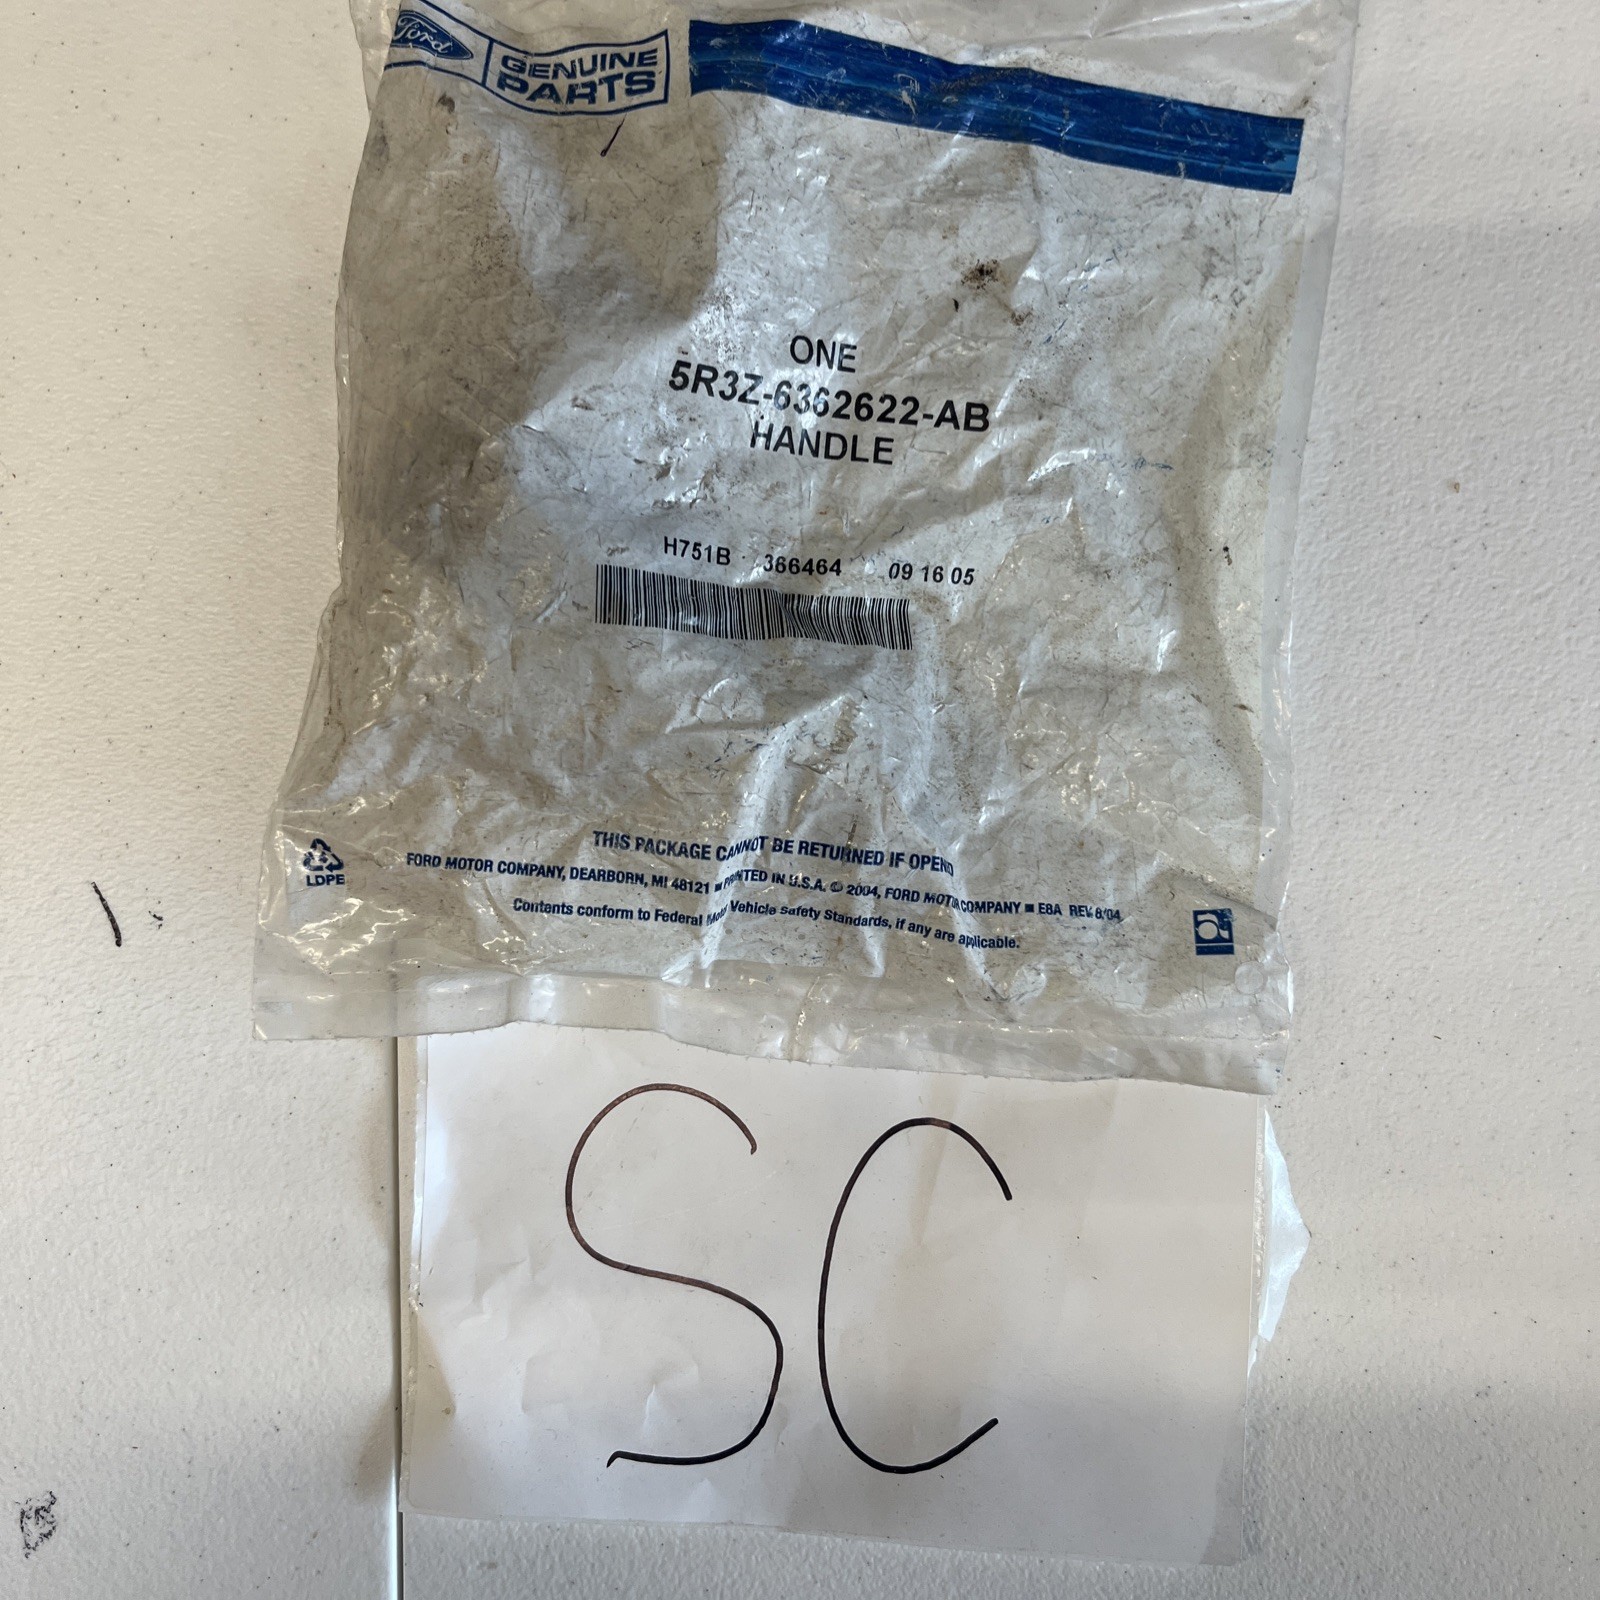 Ford
GENUINE
PARTS
ONE
5R3Z-6362622-AB
HANDLE
H751B 366464 09 16 05
THIS PACKAGE CANNOT BE RETURNED IF OPENED
FORD MOTOR COMPANY, DEARBORN, MI 48121 ■ PRINTED IN U.S.A. © 2004, FORD MOTOR COMPANY ■ E8A REV 8/04
Contents conform to Federal Motor Vehicle Safety Standards, if any are applicable.
LDPE
SC